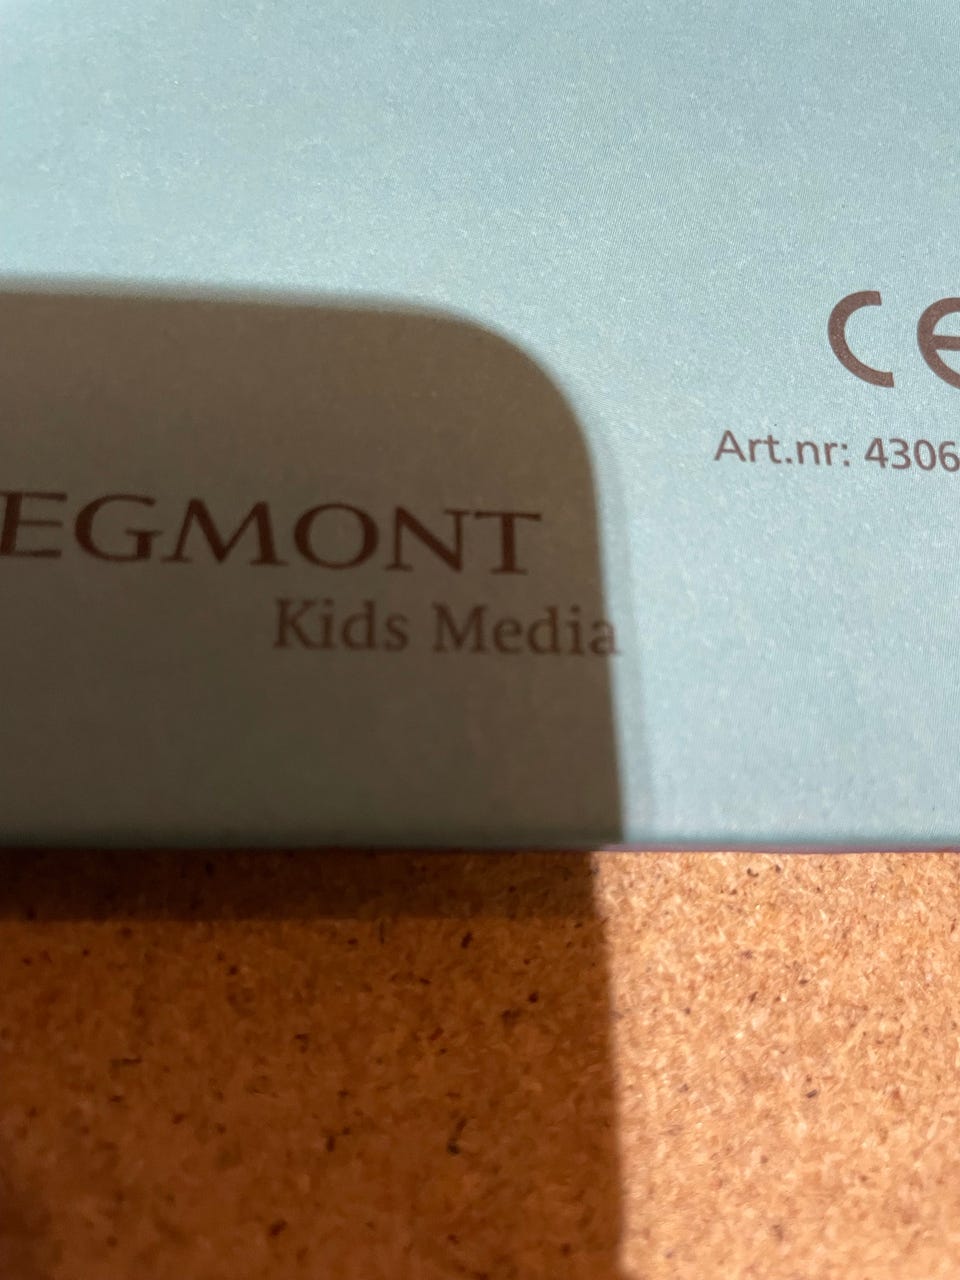 CE
Art.nr: 4306
EGMONT
Kids Media